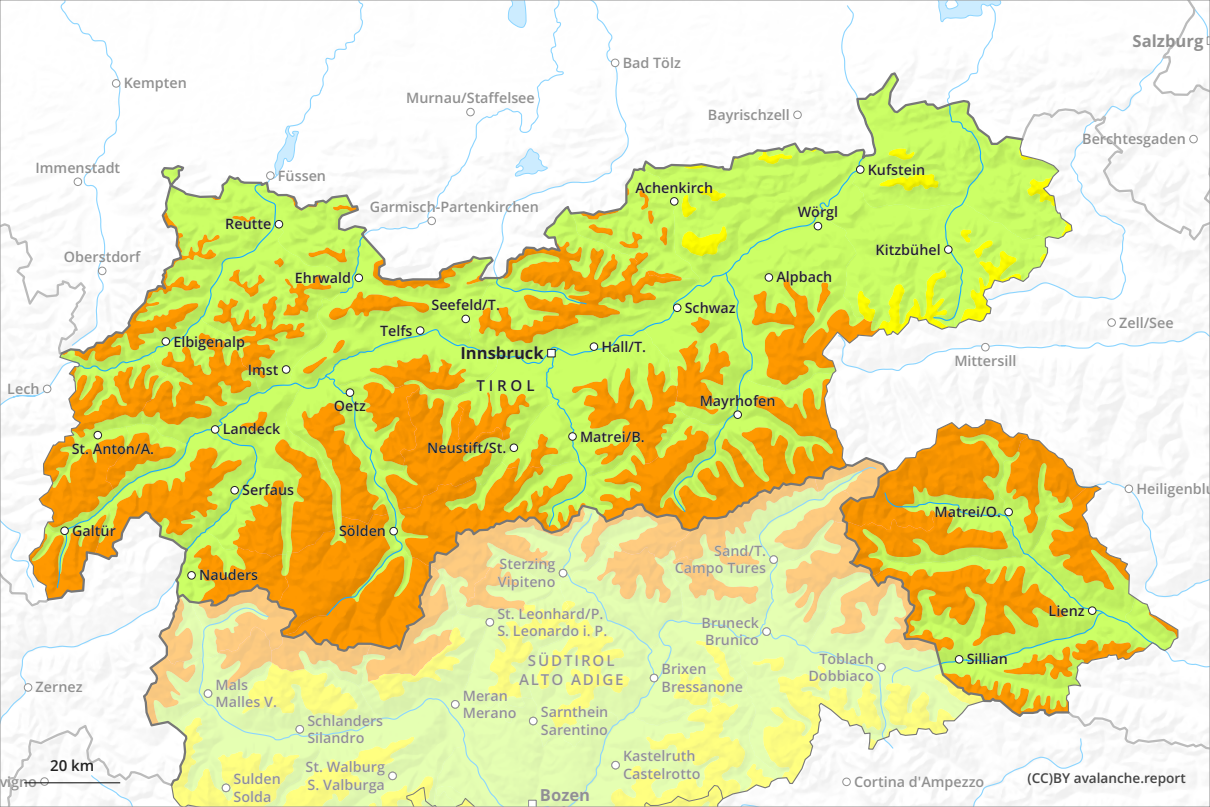 Salzburg
Bad Tölz
Kempten
Murnau/Staffelsee
Bayrischzell
Berchtesgaden
Immenstadt
Füssen
Kufstein
Achenkirch
Garmisch-Partenkirchen
Wörgl
Reutte
Kitzbühel
Oberstdorf
Ehrwald
Alpbach
Seefeld/T.
Schwaz
Zell/See
Telfs
Elbigenalp
Innsbruck
Hall/T.
Mittersill
Imst
TIROL
Lech
Mayrhofen
Oetz
Landeck
Matrei/B.
St. Anton/A.
Neustift/St.
Serfaus
Heiligenblu
Matrei/O.
Galtür
Sölden
Sand/T.
Campo Tures
Sterzing
Vipiteno
Nauders
St. Leonhard/P.
S. Leonardo i. P.
Lienz
Bruneck
Brunico
SÜDTIROL
ALTO ADIGE
Toblach
Dobbiaco
Sillian
Brixen
Bressanone
Zernez
Mals
Malles V.
Meran
Merano
Sarnthein
Sarentino
Schlanders
Silandro
Kastelruth
Castelrotto
St. Walburg
S. Valburga
20 km
vigno
Sulden
Solda
Cortina d'Ampezzo
(CC)BY avalanche.report
Bozen